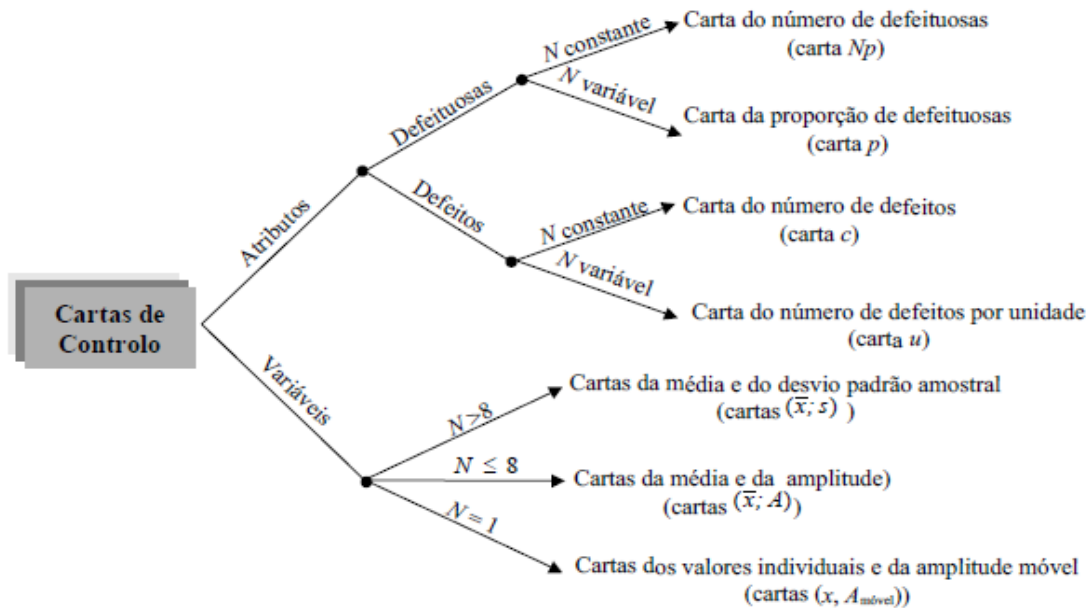 Cartas de
Controlo
Atributos
Variáveis
Defeituosas
Defeitos
N constante
Carta do número de defeituosas
(carta Np)
N variável
Carta da proporção de defeituosas
(carta p)
N constante
Carta do número de defeitos
(carta c)
N variável
Carta do número de defeitos por unidade
(carta u)
N>8
Cartas da média e do desvio padrão amostral
(cartas (x̅; s) )
N ≤ 8
Cartas da média e da amplitude)
(cartas (x̅; A))
N = 1
Cartas dos valores individuais e da amplitude móvel
(cartas (x, Amóvel))